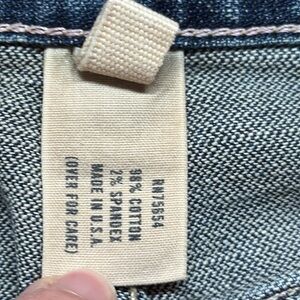 RN75654
98% COTTON
2% SPANDEX
MADE IN U.S.A.
(OVER FOR CARE)